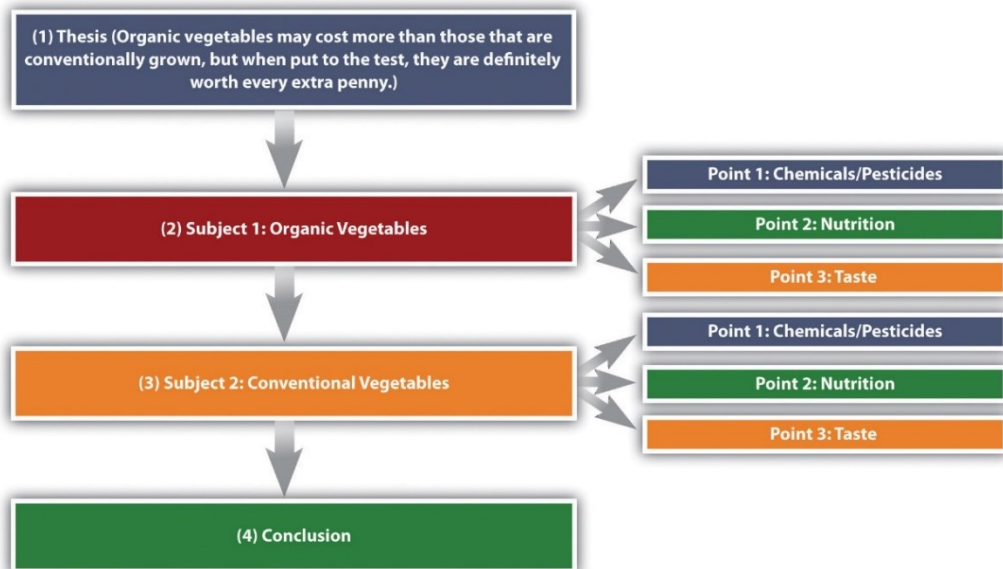 (1) Thesis (Organic vegetables may cost more than those that are
conventionally grown, but when put to the test, they are definitely
worth every extra penny.)
(2) Subject 1: Organic Vegetables
Point 1: Chemicals/Pesticides
Point 2: Nutrition
Point 3: Taste
(3) Subject 2: Conventional Vegetables
Point 1: Chemicals/Pesticides
Point 2: Nutrition
Point 3: Taste
(4) Conclusion